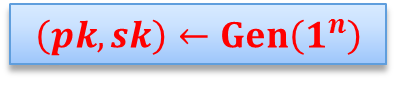 (pk, sk) ← Gen(1ⁿ)